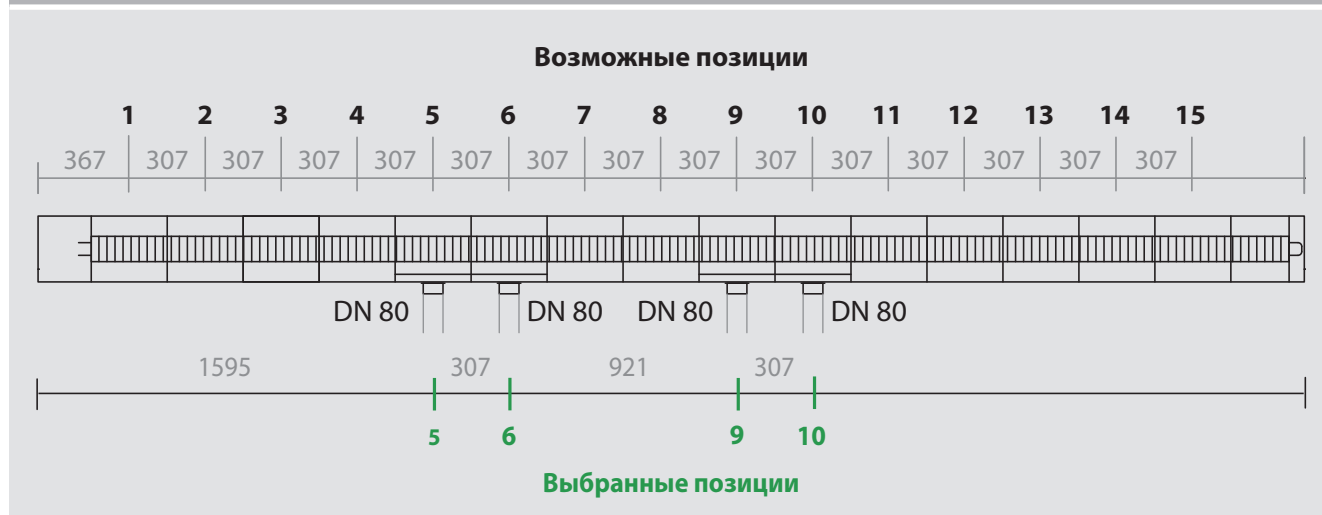 Возможные позиции
1 2 3 4 5 6 7 8 9 10 11 12 13 14 15
367 307 307 307 307 307 307 307 307 307 307 307 307 307 307
DN 80 DN 80 DN 80 DN 80
1595 307 921 307
5 6 9 10
Выбранные позиции